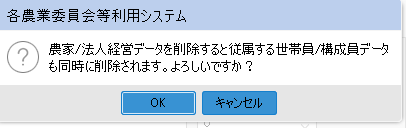 各農業委員会等利用システム
農家/法人経営データを削除すると従属する世帯員/構成員データ
も同時に削除されます。よろしいですか？
OK
キャンセル